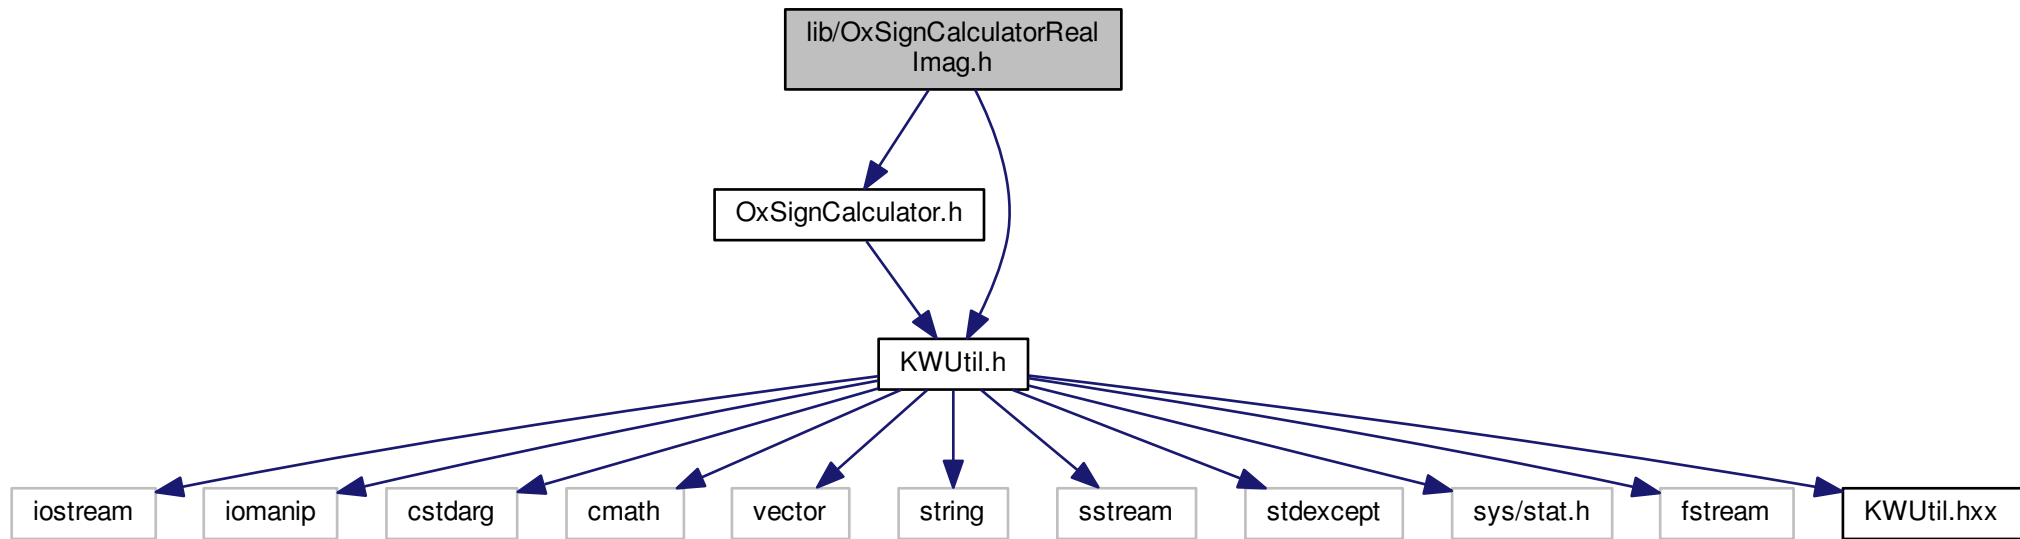 lib/OxSignCalculatorReal
Imag.h
OxSignCalculator.h
KWUtil.h
iostream
iomanip
cstdarg
cmath
vector
string
sstream
stdexcept
sys/stat.h
fstream
KWUtil.hxx